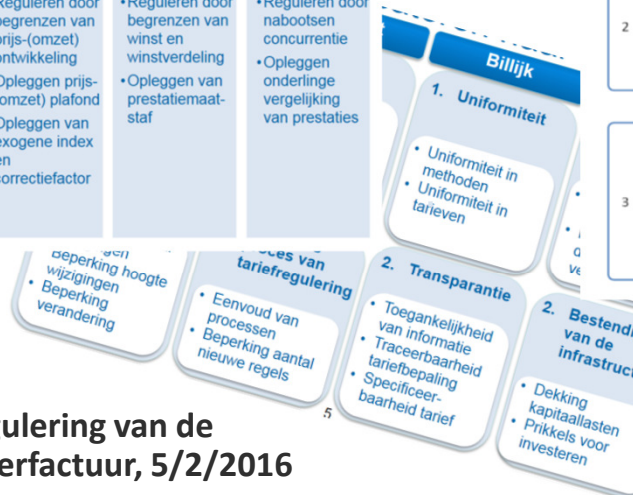 Reguleren door
begrenzen van
prijs-(omzet)
ontwikkeling
Opleggen prijs-
(omzet) plafond
Opleggen van
exogene index
en
correctiefactor
•Reguleren door
begrenzen van
winst en
winstverdeling
•Opleggen van
prestatiemaat-
staf
•Reguleren door
nabootsen
concurrentie
•Opleggen
onderlinge
vergelijking
van prestaties
Billijk
1. Uniformiteit
• Uniformiteit in
methoden
• Uniformiteit in
tarieven
2
3
Beperking hoogte
wijzigingen
• Beperking
verandering
van
tariefregulering
• Eenvoud van
processen
• Beperking aantal
nieuwe regels
2. Transparantie
• Toegankelijkheid
van informatie
• Traceerbaarheid
tariefbepaling
• Specificeer-
baarheid tarief
2.
van de
• Dekking
kapitaallasten
• Prikkels voor
investeren
5
gulering van de
erfactuur, 5/2/2016